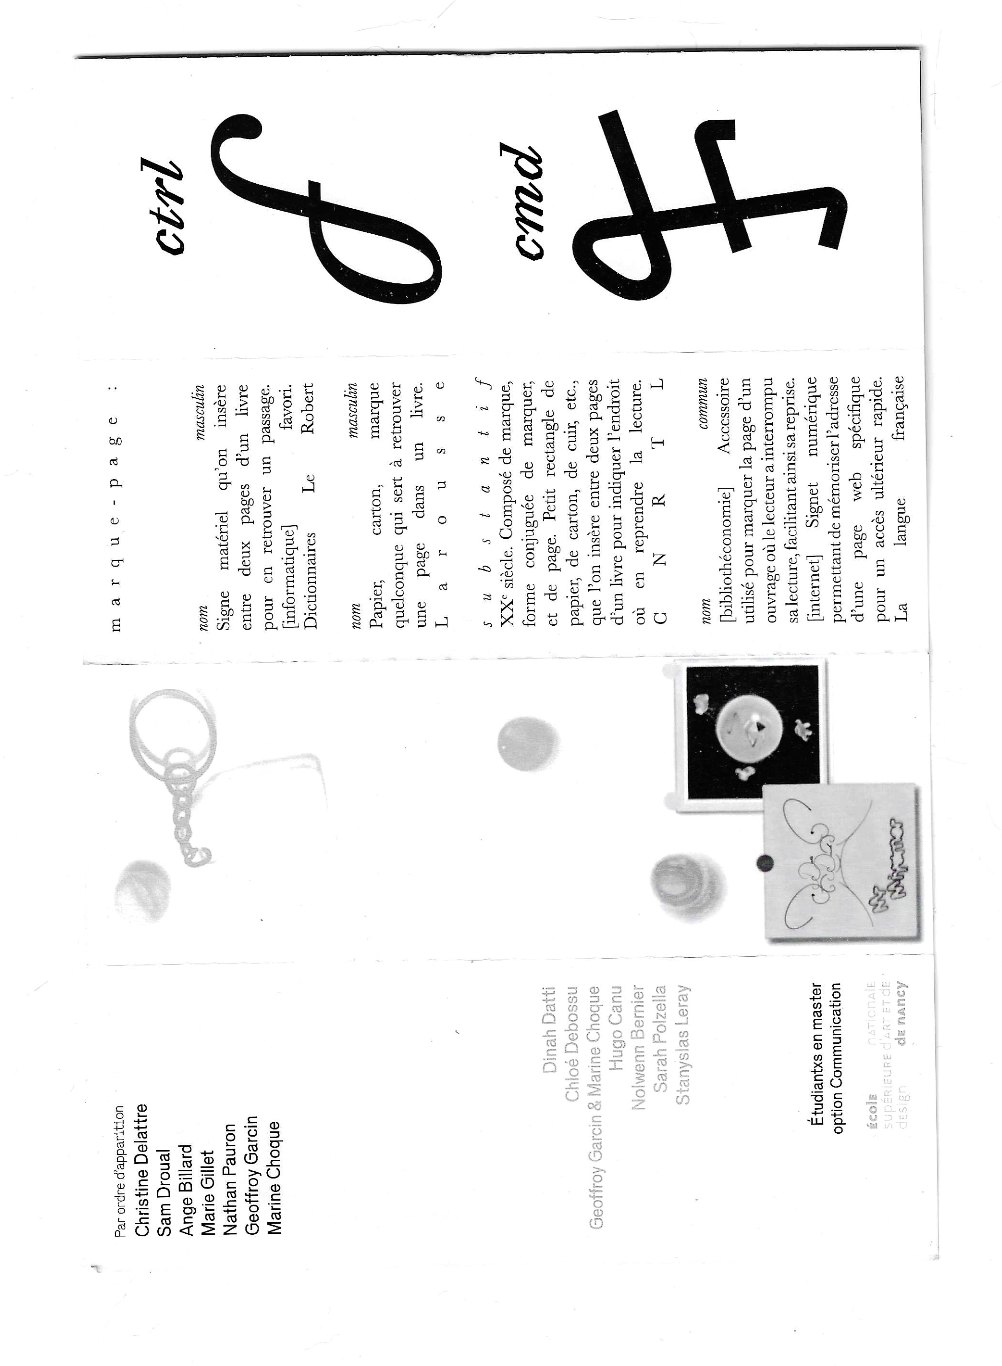 Par ordre d'apparition
Christine Delattre
Sam Droual
Ange Billard
Marie Gillet
Nathan Pauron
Geoffroy Garcin
Marine Choque
Dinah Datti
Chloé Debossu
Geoffroy Garcin & Marine Choque
Hugo Canu
Nolwenn Bernier
Sarah Polzella
Stanyslas Leray
Étudiantxs en master
option Communication
école nationale
supérieure d'art et de
design de nancy
marque-page :
nom masculin
Signe matériel qu'on insère
entre deux pages d'un livre
pour en retrouver un passage.
[informatique] favori.
Dictionnaires Le Robert
nom masculin
Papier, carton, marque
quelconque qui sert à retrouver
une page dans un livre.
Larousse
substantif
XXe siècle. Composé de marque,
forme conjuguée de marquer,
et de page. Petit rectangle de
papier, de carton, de cuir, etc.,
que l'on insère entre deux pages
d'un livre pour indiquer l'endroit
où en reprendre la lecture.
CNRTL
nom commun
[bibliothéconomie] Accessoire
utilisé pour marquer la page d'un
ouvrage où le lecteur a interrompu
sa lecture, facilitant ainsi sa reprise.
[internet] Signet numérique
permettant de mémoriser l'adresse
d'une page web spécifique
pour un accès ultérieur rapide.
La langue française
ctrl
f
cmd
f